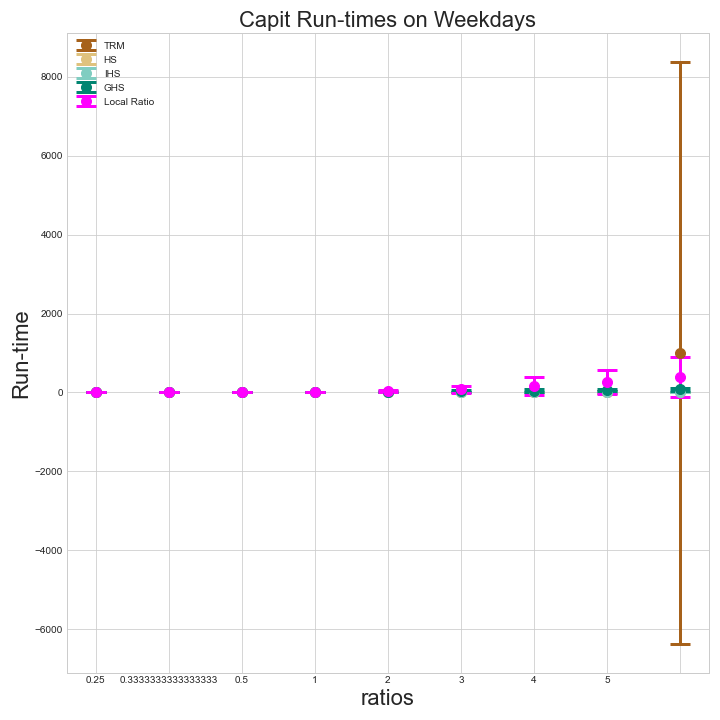 Capit Run-times on Weekdays
TRM
HS
IHS
GHS
Local Ratio
8000
6000
4000
2000
0
−2000
−4000
−6000
Run-time
0.25 0.3333333333333333 0.5 1 2 3 4 5
ratios